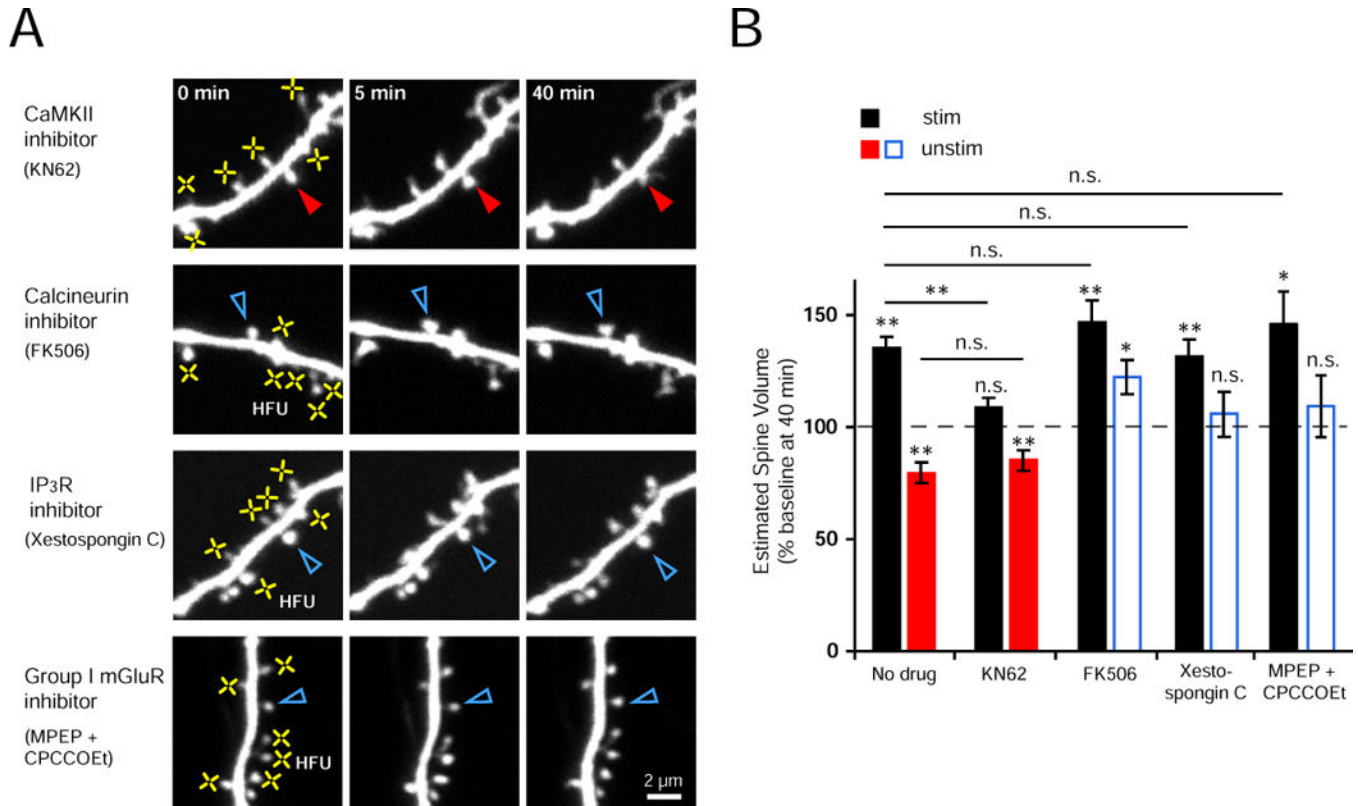 A
0 min
5 min
40 min
CaMKII
inhibitor
(KN62)
Calcineurin
inhibitor
(FK506)
HFU
IP3R
inhibitor
(Xestospongin C)
HFU
Group I mGluR
inhibitor
(MPEP +
CPCCOEt)
HFU
2 µm
B
stim
unstim
n.s.
n.s.
n.s.
**
n.s.
**
**
n.s.
**
**
*
**
n.s.
*
n.s.
Estimated Spine Volume
(% baseline at 40 min)
150
100
50
0
No drug
KN62
FK506
Xesto-
spongin C
MPEP +
CPCCOEt